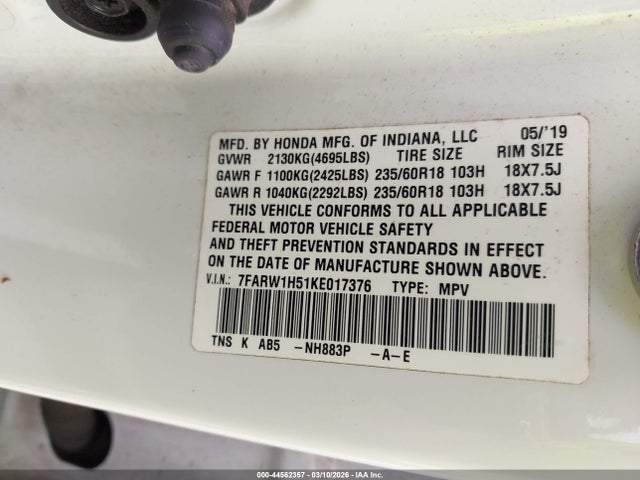 MFD. BY HONDA MFG. OF INDIANA, LLC 05/'19
GVWR 2130KG(4695LBS) TIRE SIZE RIM SIZE
GAWR F 1100KG(2425LBS) 235/60R18 103H 18X7.5J
GAWR R 1040KG(2292LBS) 235/60R18 103H 18X7.5J
THIS VEHICLE CONFORMS TO ALL APPLICABLE
FEDERAL MOTOR VEHICLE SAFETY
AND THEFT PREVENTION STANDARDS IN EFFECT
ON THE DATE OF MANUFACTURE SHOWN ABOVE.
V.I.N.: 7FARW1H51KE017376 TYPE: MPV
TNS K AB5 -NH883P -A-E
000-44562357 | 03/10/2026 | IAA Inc.